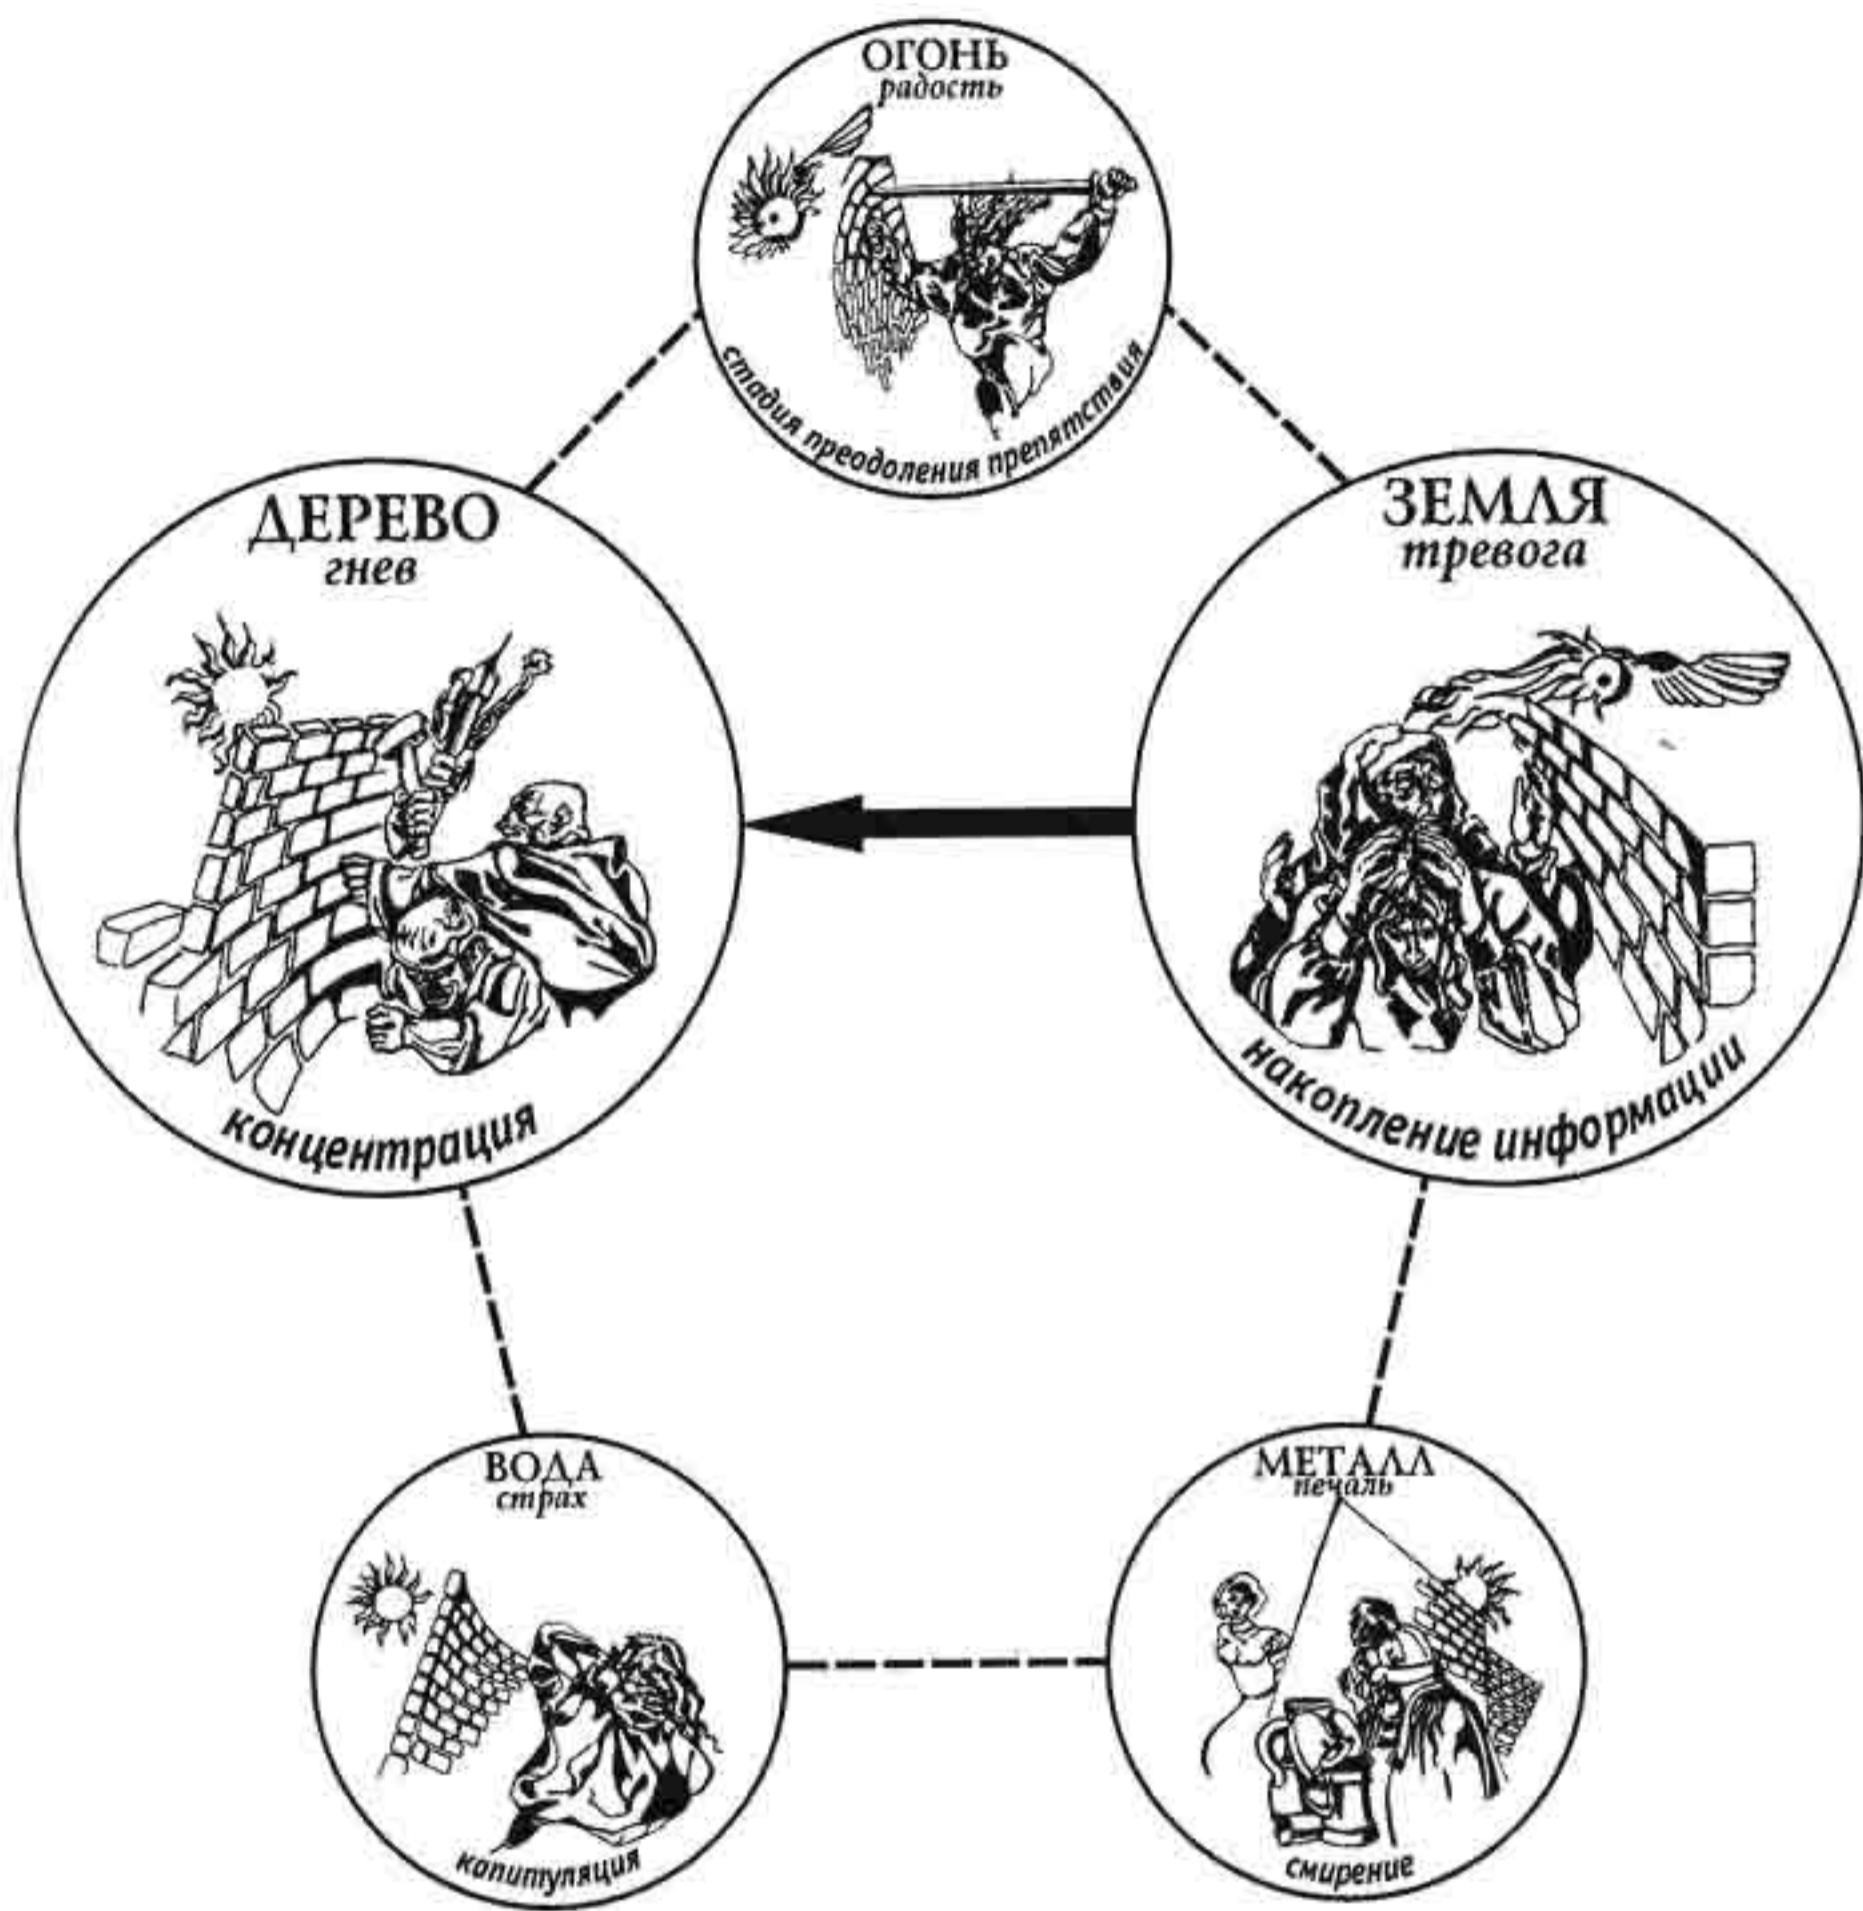 ОГОНЬ
радость
стадия преодоления препятствия
ДЕРЕВО
гнев
концентрация
ЗЕМЛЯ
тревога
накопление информации
ВОДА
страх
капитуляция
МЕТАЛЛ
печаль
смирение